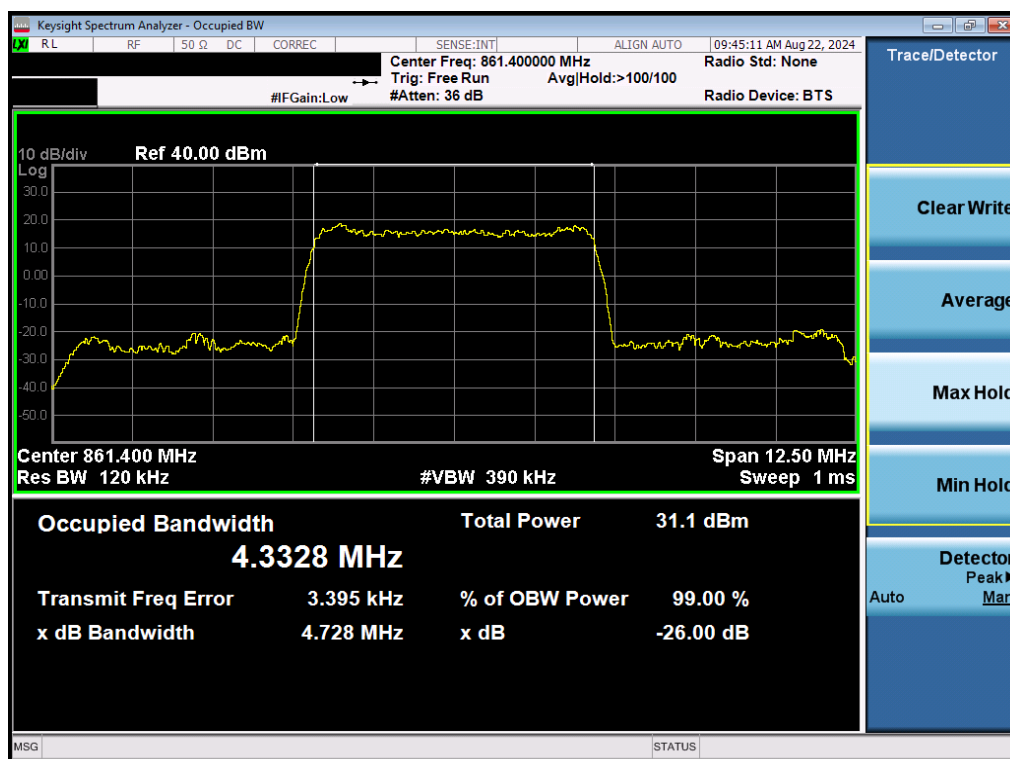 Keysight Spectrum Analyzer - Occupied BW
LXI RL RF 50 Ω DC CORREC SENSE:INT ALIGN AUTO 09:45:11 AM Aug 22, 2024
Center Freq: 861.400000 MHz Radio Std: None
Trig: Free Run Avg|Hold:>100/100
#IFGain:Low #Atten: 36 dB Radio Device: BTS
10 dB/div Ref 40.00 dBm
Log
30.0
20.0
10.0
0.00
-10.0
-20.0
-30.0
-40.0
-50.0
Center 861.400 MHz Span 12.50 MHz
Res BW 120 kHz #VBW 390 kHz Sweep 1 ms
Occupied Bandwidth Total Power 31.1 dBm
4.3328 MHz
Transmit Freq Error 3.395 kHz % of OBW Power 99.00 %
x dB Bandwidth 4.728 MHz x dB -26.00 dB
MSG STATUS
Trace/Detector
Clear Write
Average
Max Hold
Min Hold
Detector
Peak
Auto Man